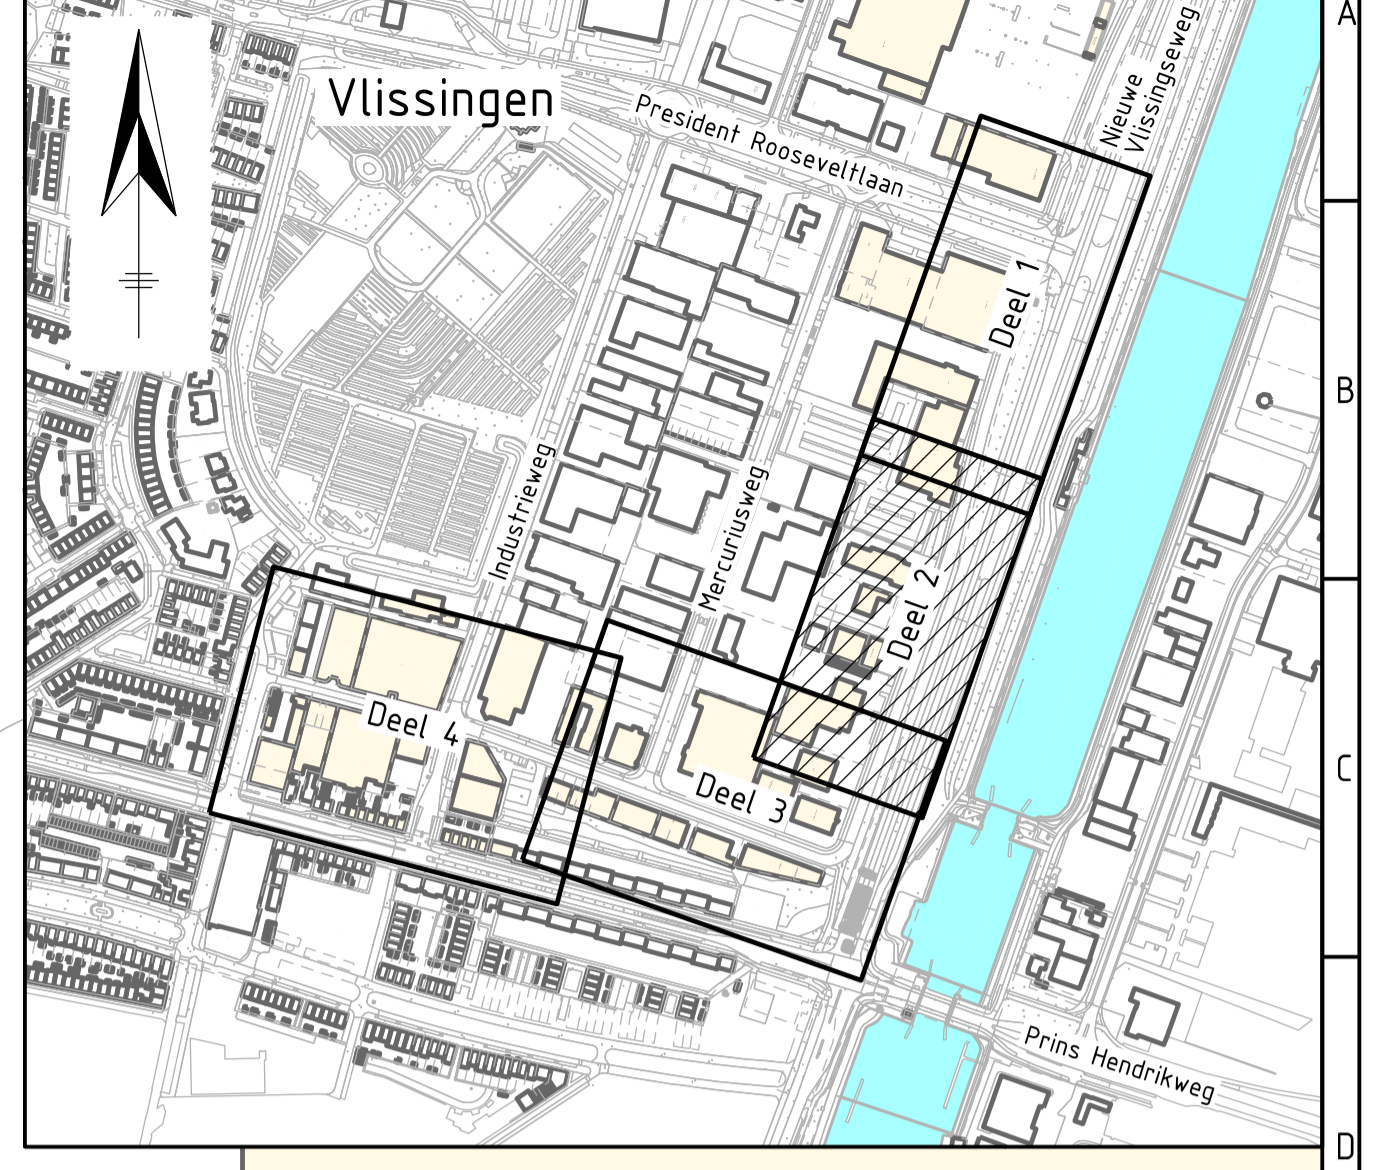 A
Nieuwe
Vlissingseweg
Vlissingen
President Rooseveltlaan
Deel 1
B
Industrieweg
Mercuriusweg
Deel 2
Deel 4
Deel 3
C
Prins Hendrikweg
D